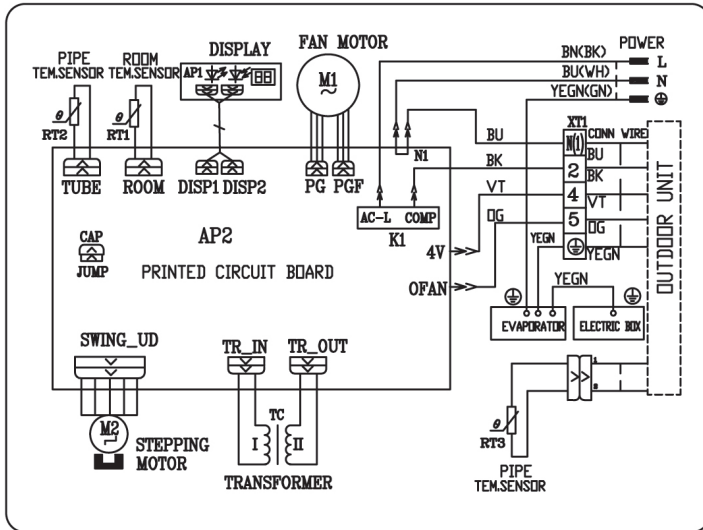 PIPE
TEM.SENSOR
ROOM
TEM.SENSOR
DISPLAY
FAN MOTOR
POWER
BN(BK)
L
BU(WH)
N
YEGN(GN)
AP1
M1
~
θ
RT2
θ
RT1
XT1
CONN WIRE
BU
N(1)
BU
N1
BK
2
BK
VT
4
VT
OG
5
OG
YEGN
YEGN
OUTDOOR UNIT
TUBE
ROOM
DISP1
DISP2
PG
PGF
AC-L
COMP
K1
AP2
CAP
JUMP
PRINTED CIRCUIT BOARD
4V
OFAN
YEGN
EVAPORATOR
ELECTRIC BOX
SWING_UD
TR_IN
TR_OUT
1
2
M2
STEPPING
MOTOR
TC
I
II
TRANSFORMER
θ
RT3
PIPE
TEM.SENSOR